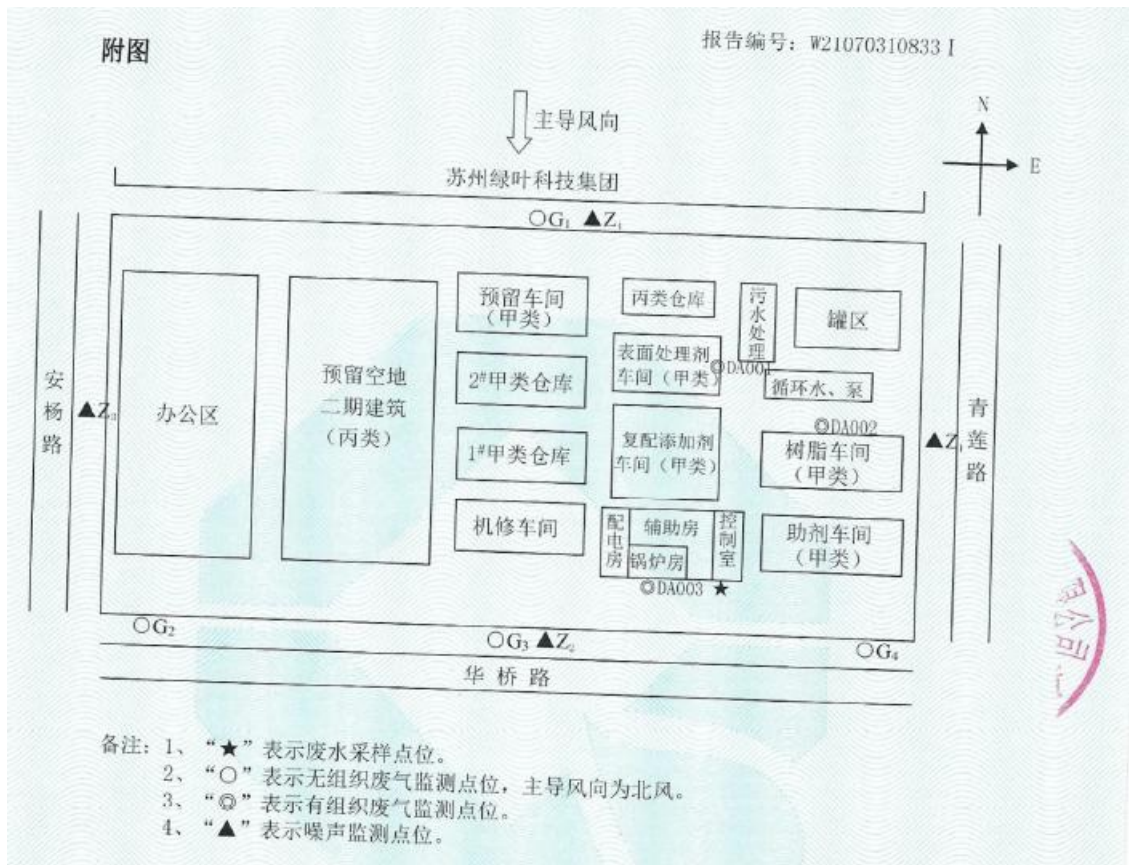 附图
报告编号: W21070310833 I
主导风向
N
E
苏州绿叶科技集团
○G₁ ▲Z₁
安杨路
▲Z₃
办公区
预留空地
二期建筑
(丙类)
预留车间
(甲类)
2#甲类仓库
1#甲类仓库
机修车间
丙类仓库
表面处理剂
车间(甲类)
◎DA001
复配添加剂
车间(甲类)
配电房
辅助房
锅炉房
控制室
◎DA003 ★
污水处理
罐区
循环水、泵
◎DA002
树脂车间
(甲类)
助剂车间
(甲类)
▲Z
青莲路
○G₂
○G₃ ▲Z₂
○G₄
华桥路
备注: 1、“★”表示废水采样点位。
2、“○”表示无组织废气监测点位,主导风向为北风。
3、“◎”表示有组织废气监测点位。
4、“▲”表示噪声监测点位。
限公司